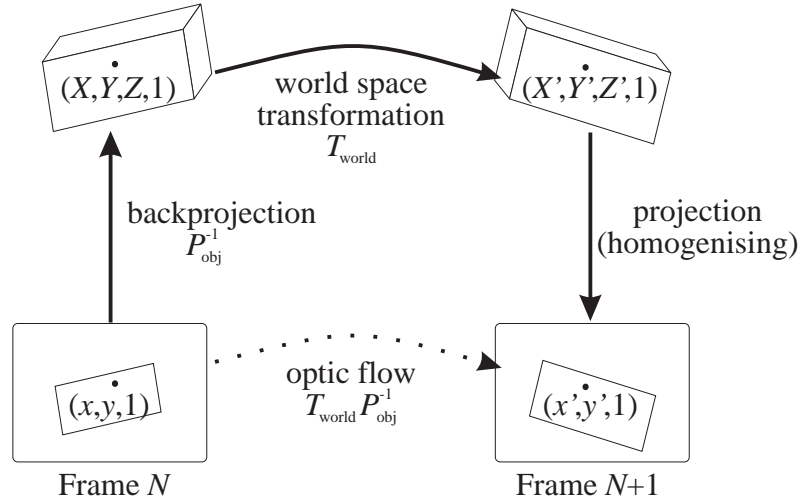 (X,Y,Z,1)
world space
transformation
T_world
(X',Y',Z',1)
backprojection
P_obj^-1
projection
(homogenising)
(x,y,1)
optic flow
T_world P_obj^-1
(x',y',1)
Frame N
Frame N+1